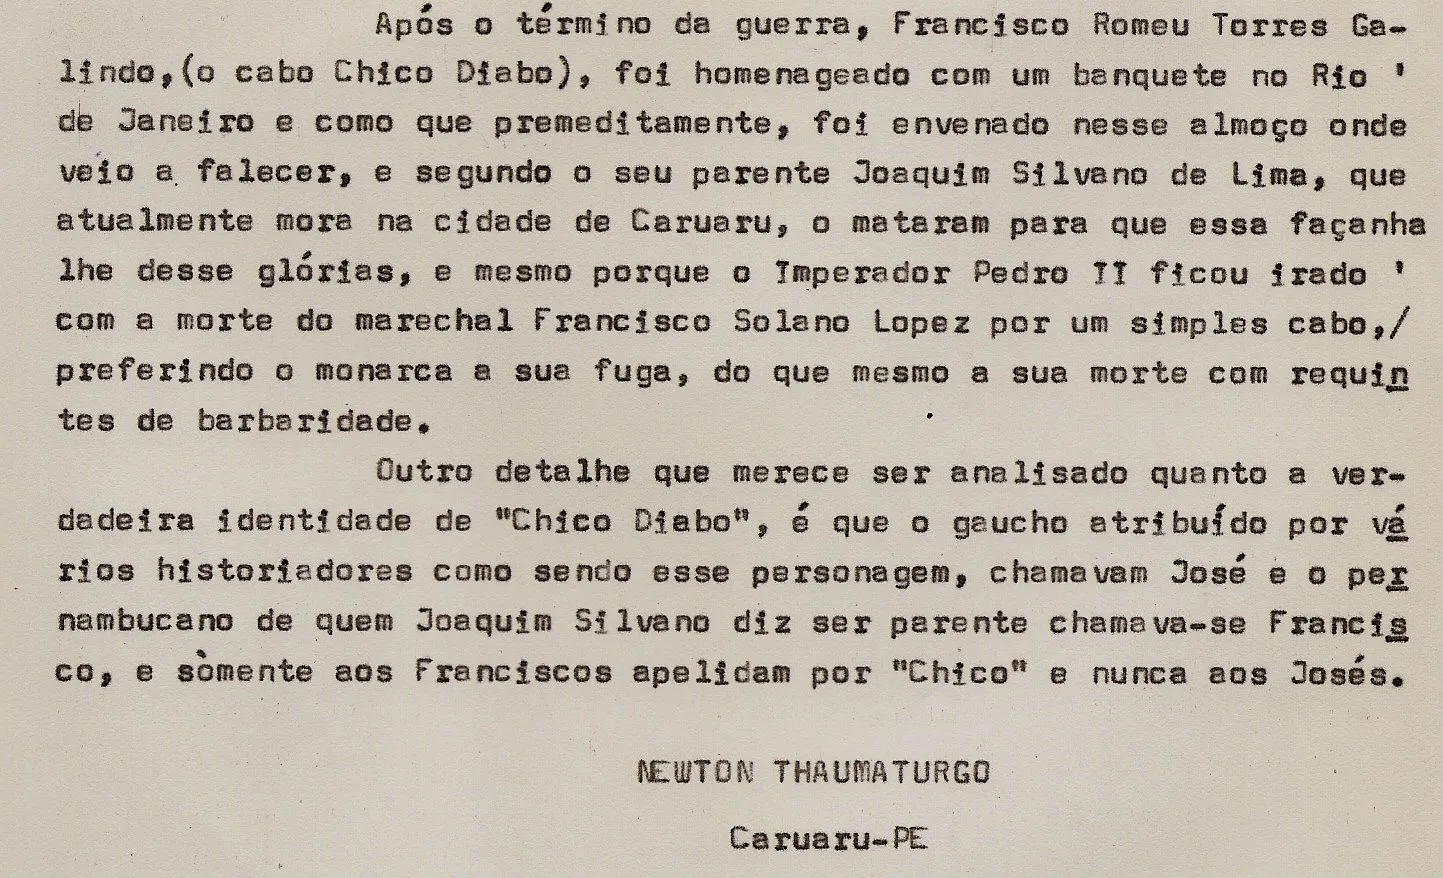 Após o término da guerra, Francisco Romeu Torres Ga-
lindo,(o cabo Chico Diabo), foi homenageado com um banquete no Rio '
de Janeiro e como que premeditamente, foi envenado nesse almoço onde
veio a falecer, e segundo o seu parente Joaquim Silvano de Lima, que
atualmente mora na cidade de Caruaru, o mataram para que essa façanha
lhe desse glórias, e mesmo porque o Imperador Pedro II ficou irado '
com a morte do marechal Francisco Solano Lopez por um simples cabo,/
preferindo o monarca a sua fuga, do que mesmo a sua morte com requin
tes de barbaridade.
Outro detalhe que merece ser analisado quanto a ver-
dadeira identidade de "Chico Diabo", é que o gaucho atribuído por vá
rios historiadores como sendo esse personagem, chamavam José e o per
nambucano de quem Joaquim Silvano diz ser parente chamava-se Francis
co, e sòmente aos Franciscos apelidam por "Chico" e nunca aos Josés.
NEWTON THAUMATURGO
Caruaru-PE